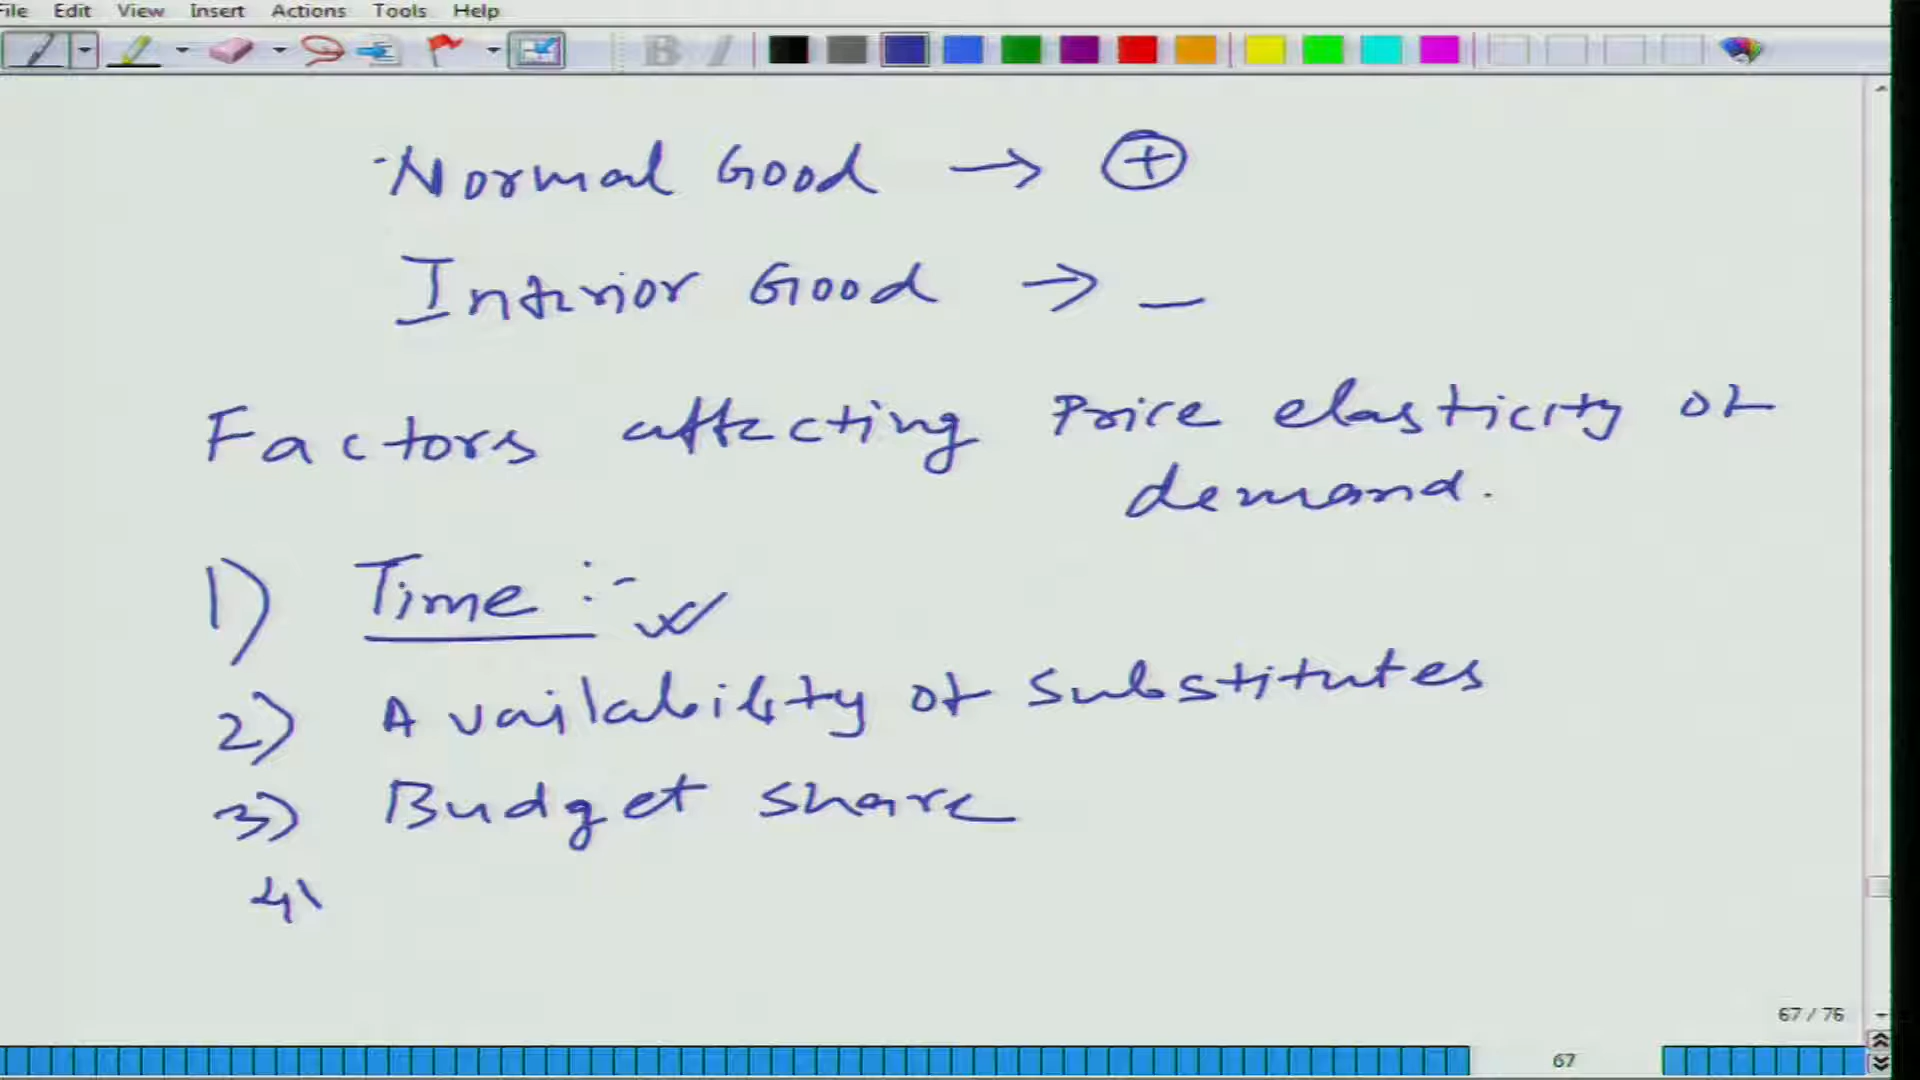 File Edit View Insert Actions Tools Help
B I
Normal Good → +
Inferior Good → −
Factors affecting Price elasticity of
demand.
1) Time :-
2) Availability of substitutes
3) Budget share
4)
67 / 76
67